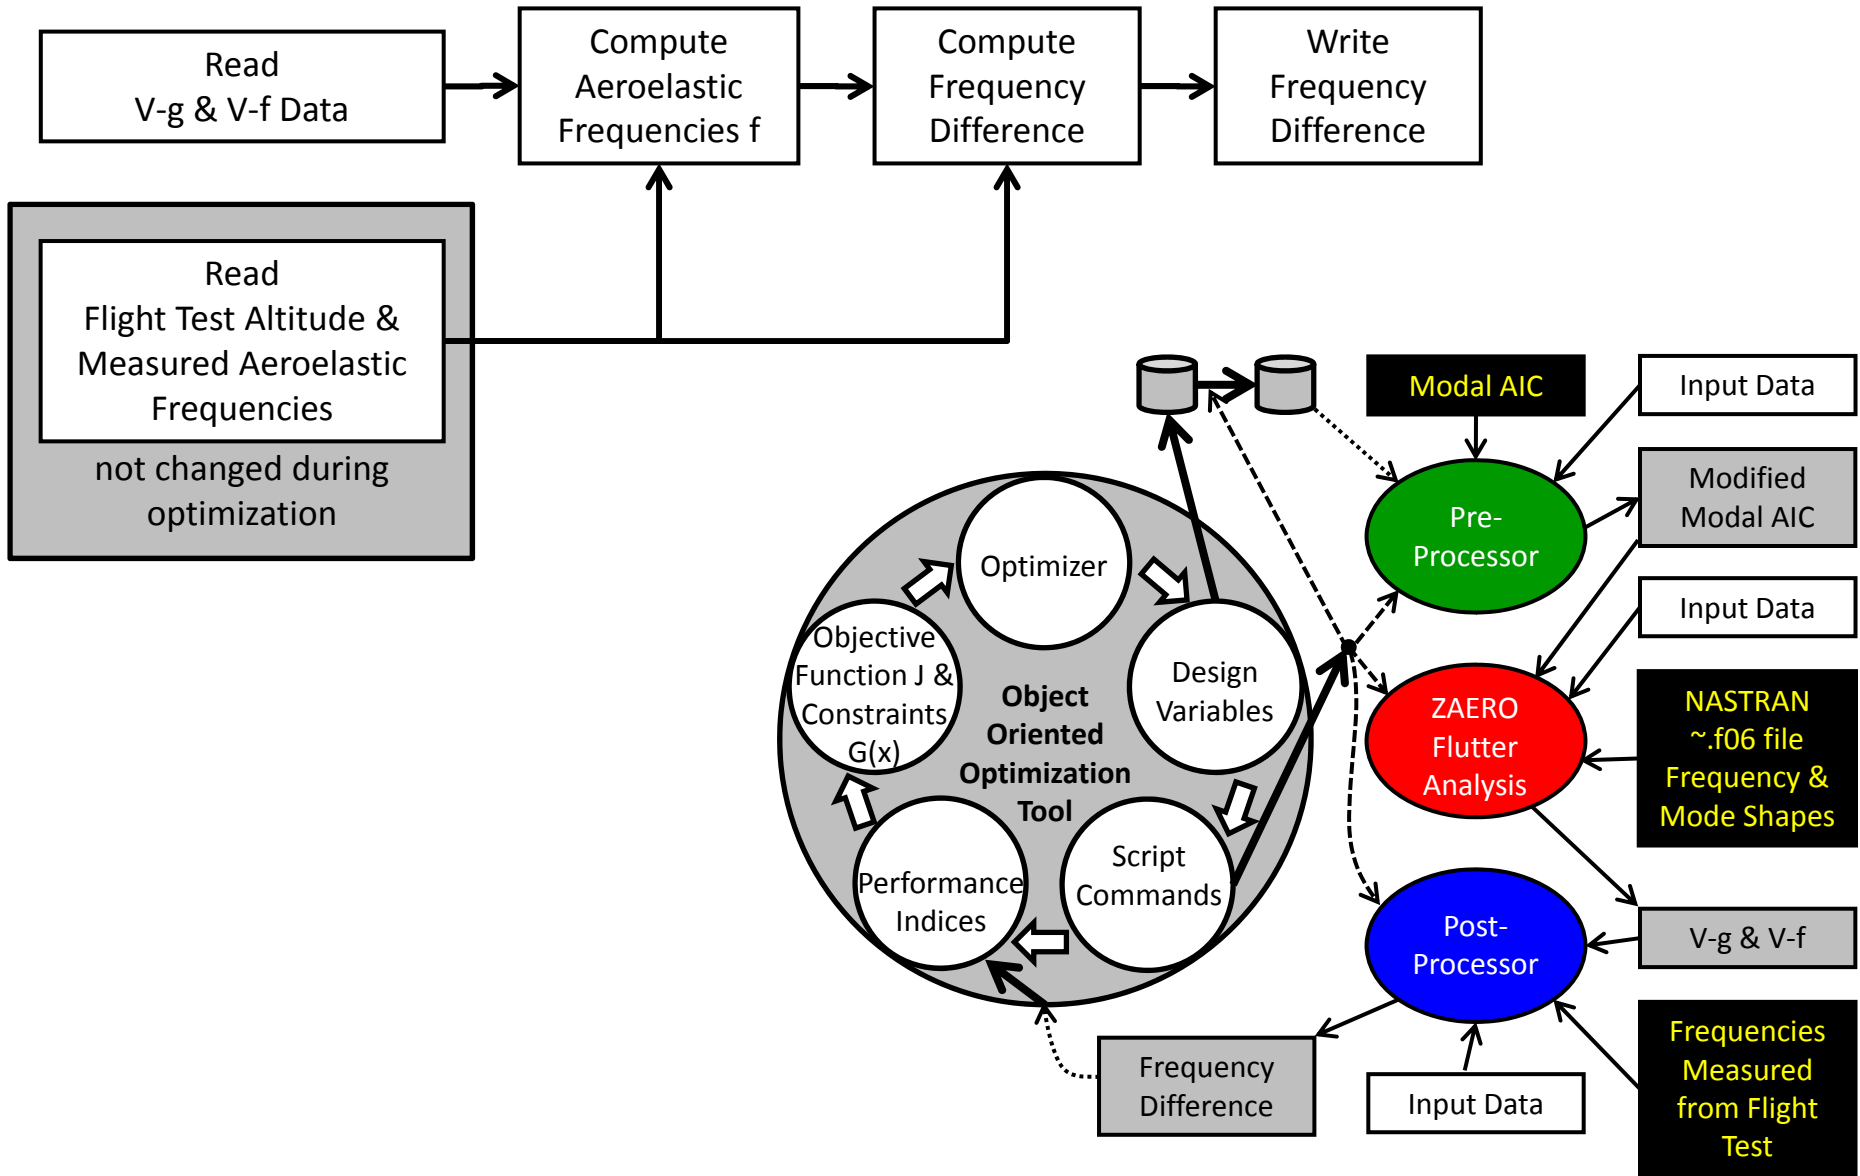 Read
V-g & V-f Data
Compute
Aeroelastic
Frequencies f
Compute
Frequency
Difference
Write
Frequency
Difference
Read
Flight Test Altitude &
Measured Aeroelastic
Frequencies
not changed during
optimization
Modal AIC
Input Data
Pre-
Processor
Modified
Modal AIC
Input Data
ZAERO
Flutter
Analysis
NASTRAN
~.f06 file
Frequency &
Mode Shapes
Post-
Processor
V-g & V-f
Frequencies
Measured
from Flight
Test
Input Data
Frequency
Difference
Optimizer
Design
Variables
Script
Commands
Performance
Indices
Objective
Function J &
Constraints
G(x)
Object
Oriented
Optimization
Tool